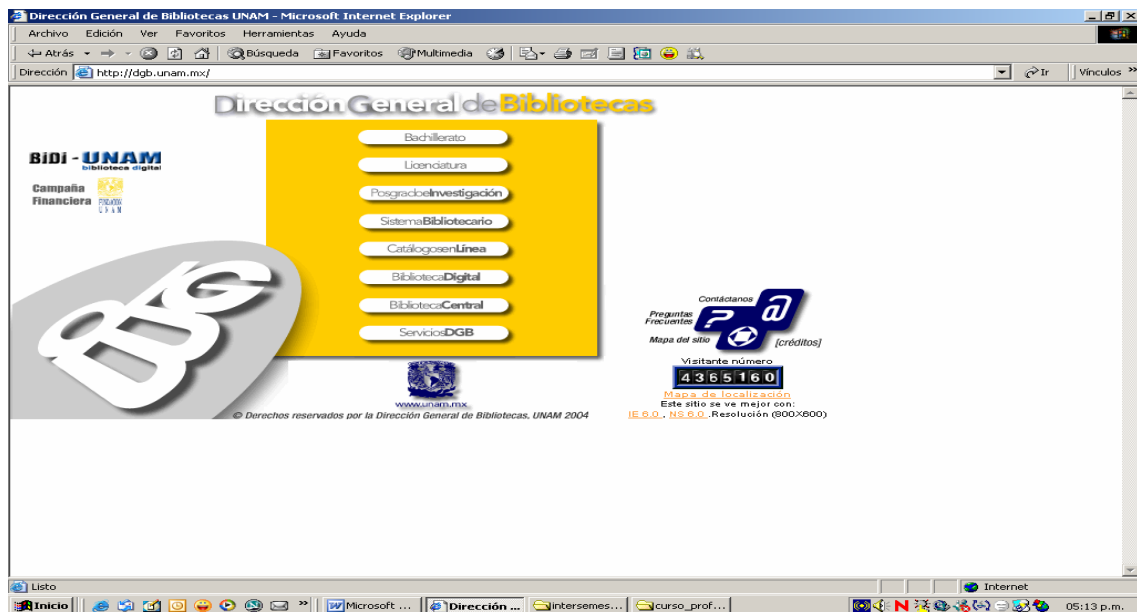 Dirección General de Bibliotecas UNAM - Microsoft Internet Explorer
Archivo Edición Ver Favoritos Herramientas Ayuda
Atrás Búsqueda Favoritos Multimedia
Dirección http://dgb.unam.mx/ Ir Vínculos »
Dirección General de Bibliotecas
BiDi - UNAM
biblioteca digital
Campaña
Financiera
FUNDACION
UNAM
DGB
Bachillerato
Licenciatura
PosgradoeInvestigación
SistemaBibliotecario
CatálogosenLínea
BibliotecaDigital
BibliotecaCentral
ServiciosDGB
Contáctanos
@
Preguntas
Frecuentes
?
Mapa del sitio
[créditos]
Visitante número
4365160
Mapa de localización
Este sitio se ve mejor con:
IE 6.0 , NS 6.0 .Resolución (800X600)
www.unam.mx
© Derechos reservados por la Dirección General de Bibliotecas, UNAM 2004
Listo Internet
Inicio » Microsoft ... Dirección ... intersemes... curso_prof... 05:13 p.m.